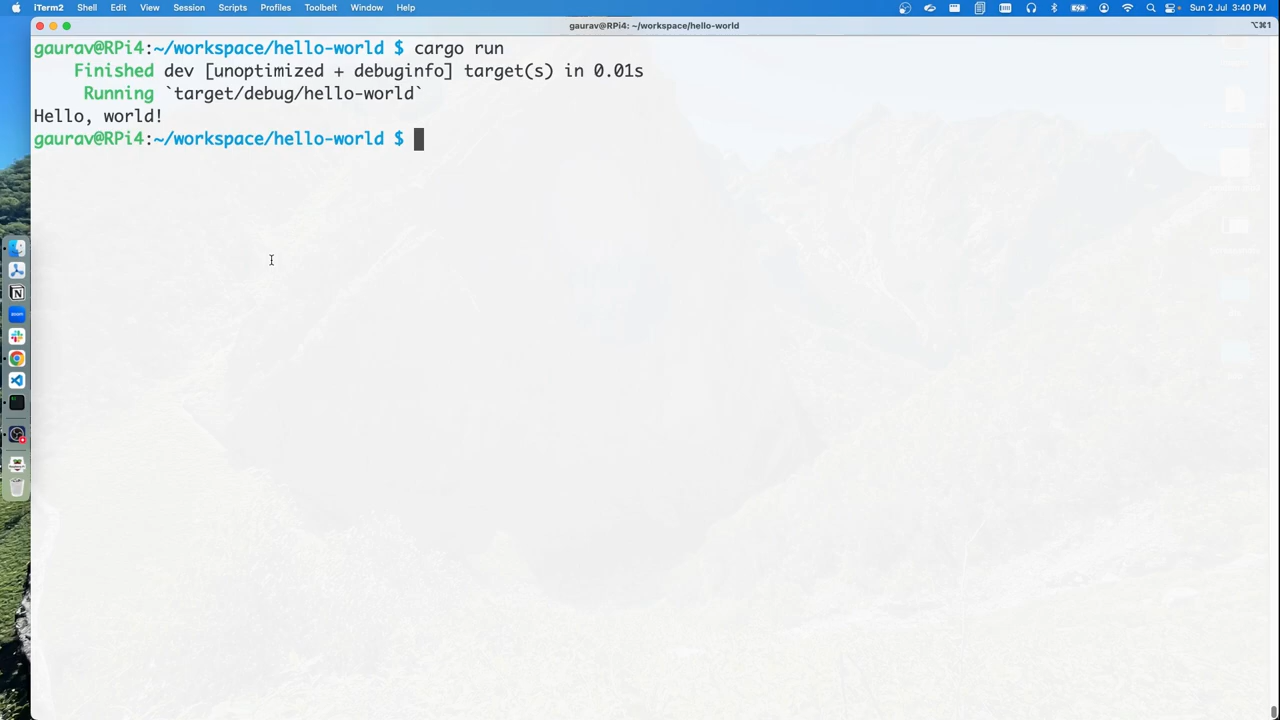 iTerm2 Shell Edit View Session Scripts Profiles Toolbelt Window Help Sun 2 Jul 3:40 PM
gaurav@RPi4: ~/workspace/hello-world ⌥⌘1
gaurav@RPi4:~/workspace/hello-world $ cargo run
Finished dev [unoptimized + debuginfo] target(s) in 0.01s
Running `target/debug/hello-world`
Hello, world!
gaurav@RPi4:~/workspace/hello-world $